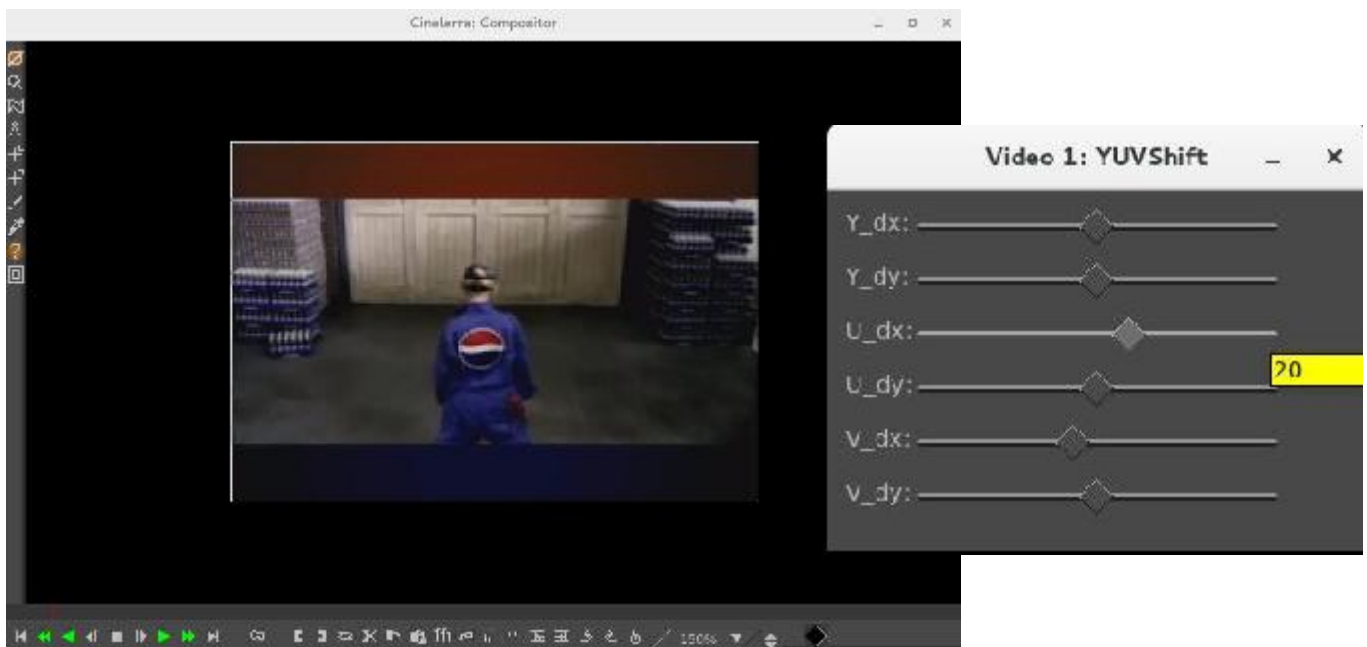 Cinelerra: Compositor
Video 1: YUVShift
Y_dx:
Y_dy:
U_dx:
20
U_dy:
V_dx:
V_dy:
150%